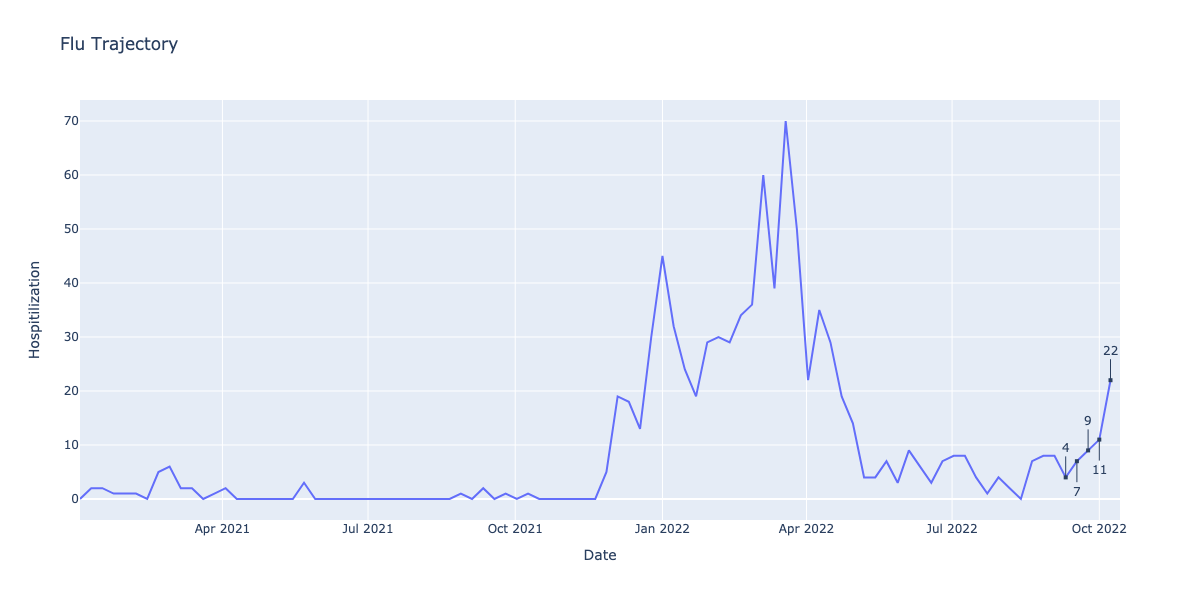 Flu Trajectory
Hospitilization
70
60
50
40
30
20
10
0
22
9
4
11
7
Apr 2021
Jul 2021
Oct 2021
Jan 2022
Apr 2022
Jul 2022
Oct 2022
Date